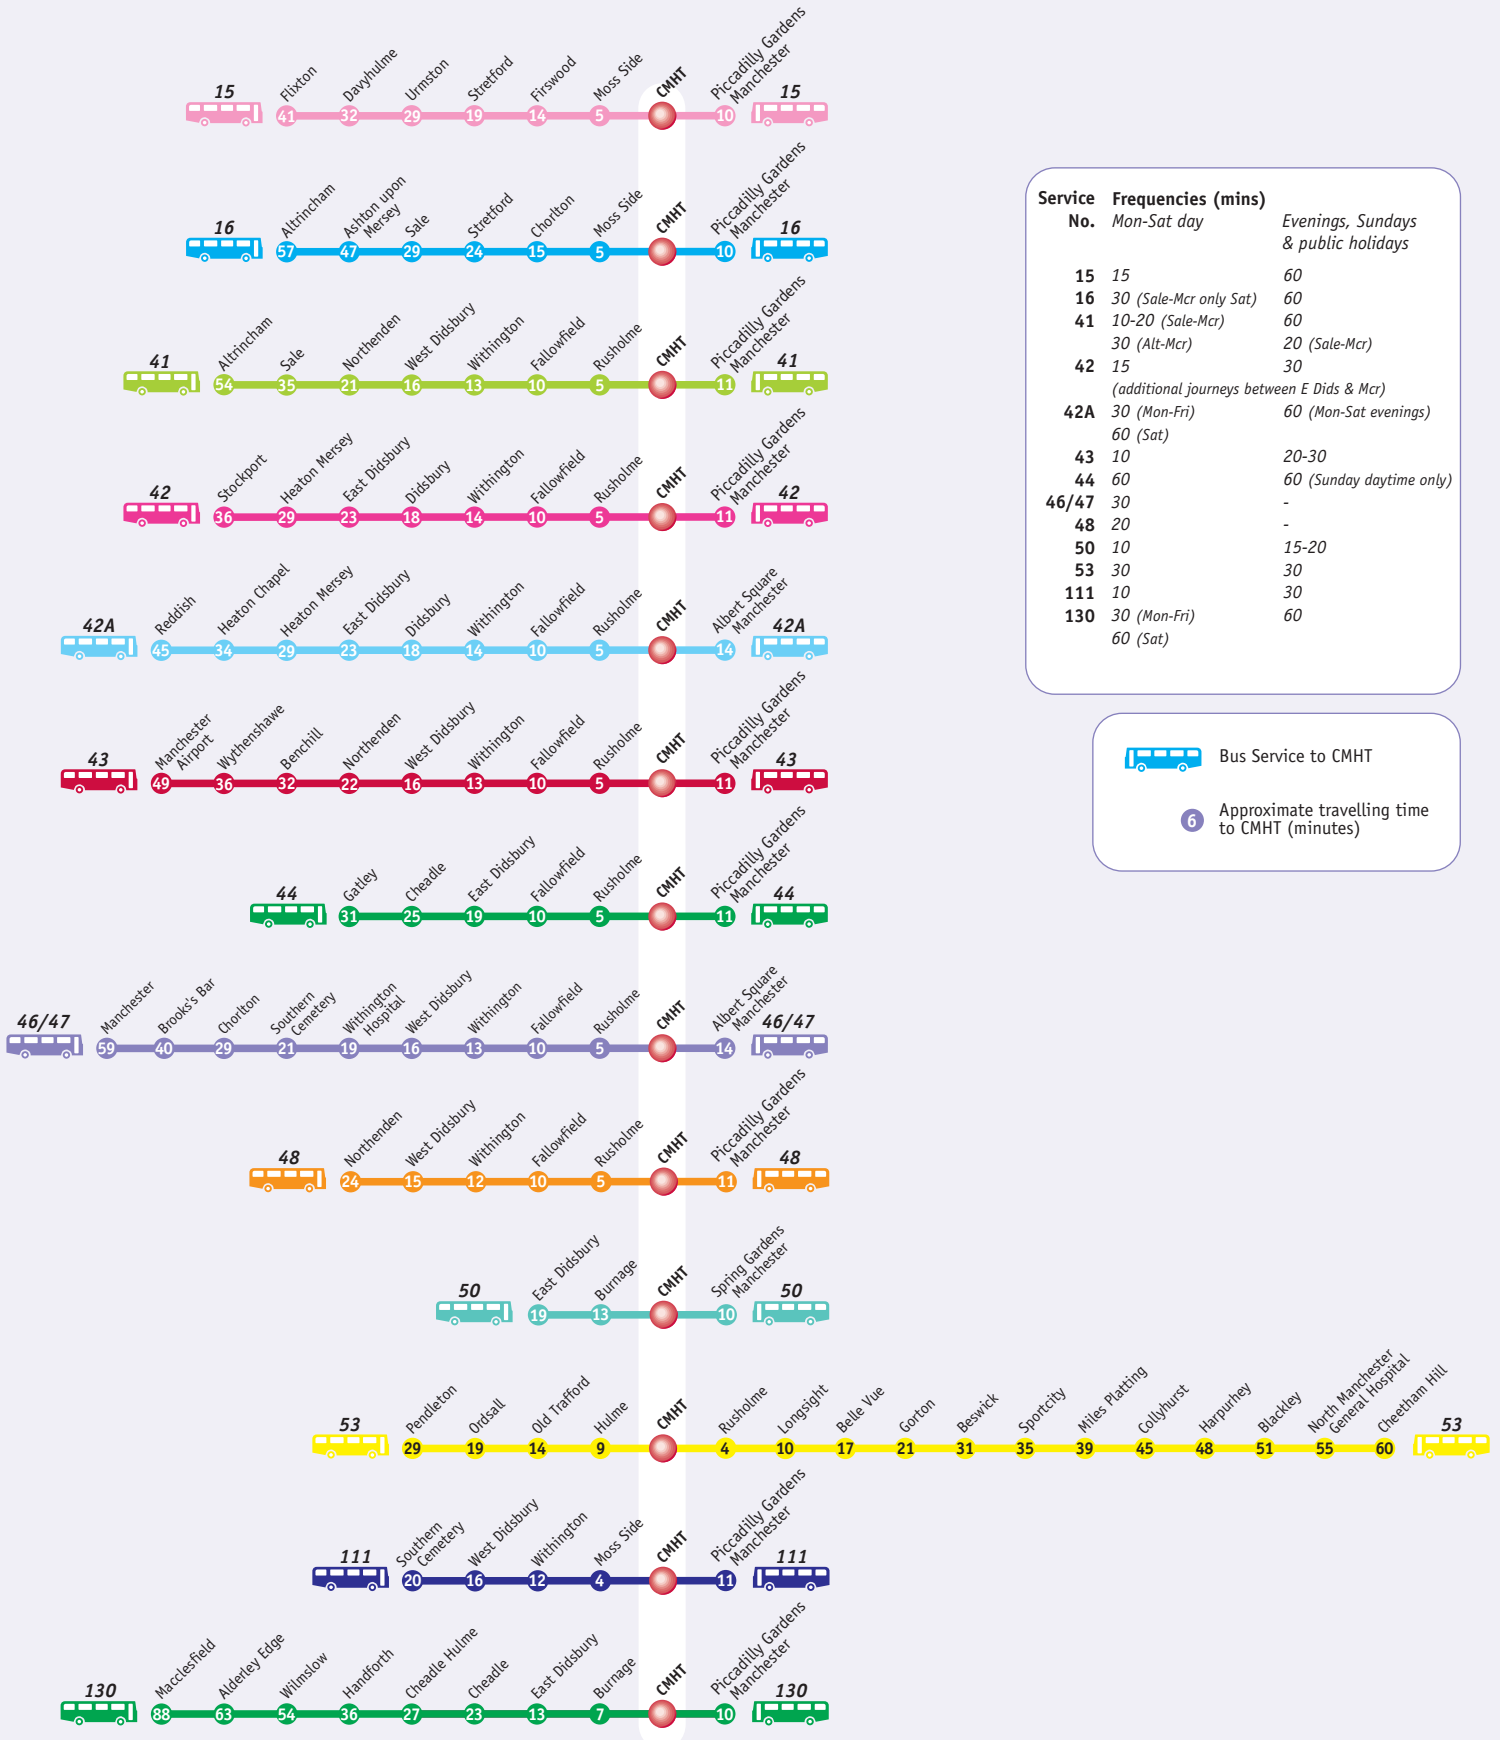 15
Flixton
Davyhulme
Urmston
Stretford
Firswood
Moss Side
CMHT
Piccadilly Gardens
Manchester
15
41
32
29
19
14
5
10
16
Altrincham
Ashton upon
Mersey
Sale
Stretford
Chorlton
Moss Side
CMHT
Piccadilly Gardens
Manchester
16
57
47
29
24
15
5
10
41
Altrincham
Sale
Northenden
West Didsbury
Withington
Fallowfield
Rusholme
CMHT
Piccadilly Gardens
Manchester
41
54
35
21
16
13
10
5
11
42
Stockport
Heaton Mersey
East Didsbury
Didsbury
Withington
Fallowfield
Rusholme
CMHT
Piccadilly Gardens
Manchester
42
36
29
23
18
14
10
5
11
42A
Reddish
Heaton Chapel
Heaton Mersey
East Didsbury
Didsbury
Withington
Fallowfield
Rusholme
CMHT
Albert Square
Manchester
42A
45
34
29
23
18
14
10
5
14
43
Manchester
Airport
Wythenshawe
Benchill
Northenden
West Didsbury
Withington
Fallowfield
Rusholme
CMHT
Piccadilly Gardens
Manchester
43
49
36
32
22
16
13
10
5
11
44
Gatley
Cheadle
East Didsbury
Fallowfield
Rusholme
CMHT
Piccadilly Gardens
Manchester
44
31
25
19
10
5
11
46/47
Manchester
Brooks's Bar
Chorlton
Southern
Cemetery
Withington
Hospital
West Didsbury
Withington
Fallowfield
Rusholme
CMHT
Albert Square
Manchester
46/47
59
40
29
21
19
16
13
10
5
14
48
Northenden
West Didsbury
Withington
Fallowfield
Rusholme
CMHT
Piccadilly Gardens
Manchester
48
24
15
12
10
5
11
50
East Didsbury
Burnage
CMHT
Spring Gardens
Manchester
50
19
13
10
53
Pendleton
Ordsall
Old Trafford
Hulme
CMHT
Rusholme
Longsight
Belle Vue
Gorton
Beswick
Sportcity
Miles Platting
Collyhurst
Harpurhey
Blackley
North Manchester
General Hospital
Cheetham Hill
53
29
19
14
9
4
10
17
21
31
35
39
45
48
51
55
60
111
Southern
Cemetery
West Didsbury
Withington
Moss Side
CMHT
Piccadilly Gardens
Manchester
111
20
16
12
4
11
130
Macclesfield
Alderley Edge
Wilmslow
Handforth
Cheadle Hulme
Cheadle
East Didsbury
Burnage
CMHT
Piccadilly Gardens
Manchester
130
88
63
54
36
27
23
13
7
10
Service Frequencies (mins)
No. Mon-Sat day Evenings, Sundays
& public holidays
15 15 60
16 30 (Sale-Mcr only Sat) 60
41 10-20 (Sale-Mcr) 60
30 (Alt-Mcr) 20 (Sale-Mcr)
42 15 30
(additional journeys between E Dids & Mcr)
42A 30 (Mon-Fri) 60 (Mon-Sat evenings)
60 (Sat)
43 10 20-30
44 60 60 (Sunday daytime only)
46/47 30 -
48 20 -
50 10 15-20
53 30 30
111 10 30
130 30 (Mon-Fri) 60
60 (Sat)
Bus Service to CMHT
6 Approximate travelling time
to CMHT (minutes)